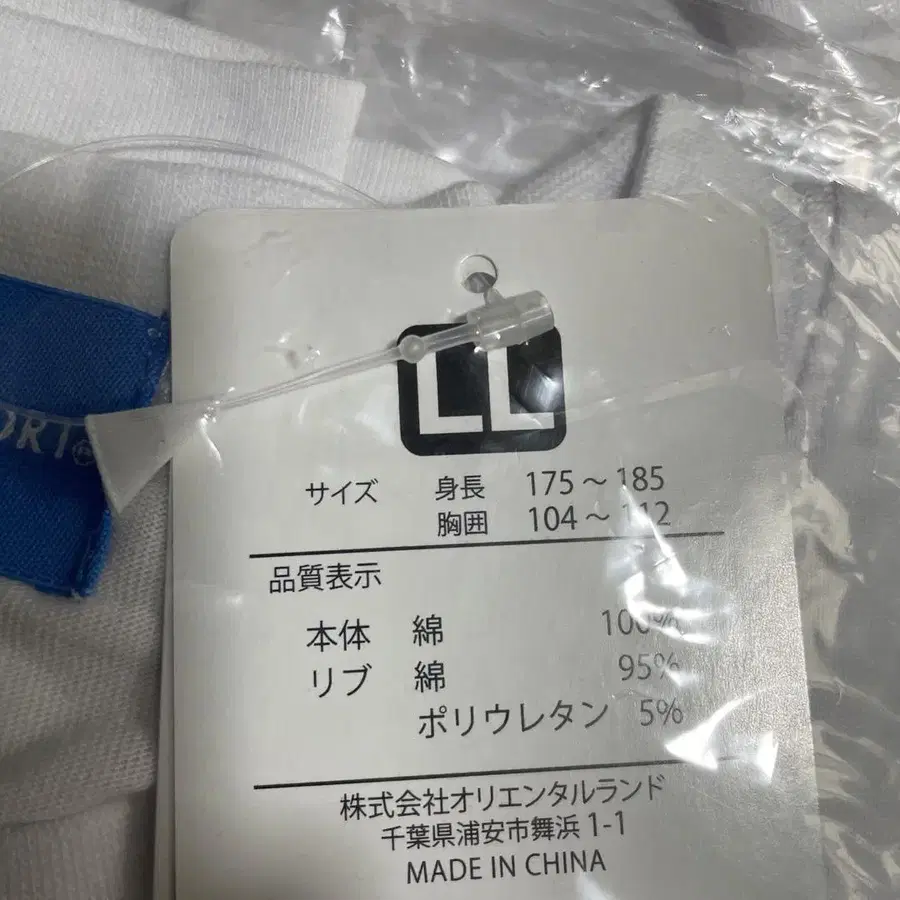 LL
サイズ 身長 175～185
胸囲 104～112
品質表示
本体 綿 100%
リブ 綿 95%
ポリウレタン 5%
株式会社オリエンタルランド
千葉県浦安市舞浜 1-1
MADE IN CHINA